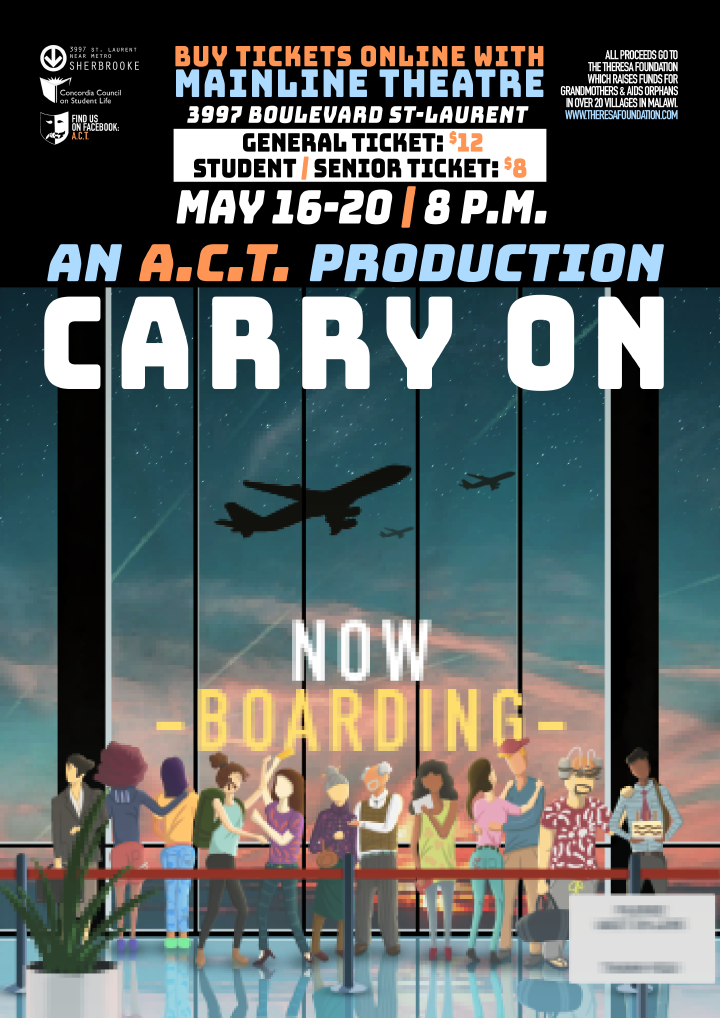 3997 ST. LAURENT
NEAR METRO
SHERBROOKE
Concordia Council
on Student Life
FIND US
ON FACEBOOK:
A.C.T.
BUY TICKETS ONLINE WITH
MAINLINE THEATRE
3997 BOULEVARD ST-LAURENT
GENERAL TICKET: $12
STUDENT / SENIOR TICKET: $8
MAY 16-20 | 8 P.M.
ALL PROCEEDS GO TO
THE THERESA FOUNDATION
WHICH RAISES FUNDS FOR
GRANDMOTHERS & AIDS ORPHANS
IN OVER 20 VILLAGES IN MALAWI.
WWW.THERESAFOUNDATION.COM
AN A.C.T. PRODUCTION
CARRY ON
NOW
-BOARDING-